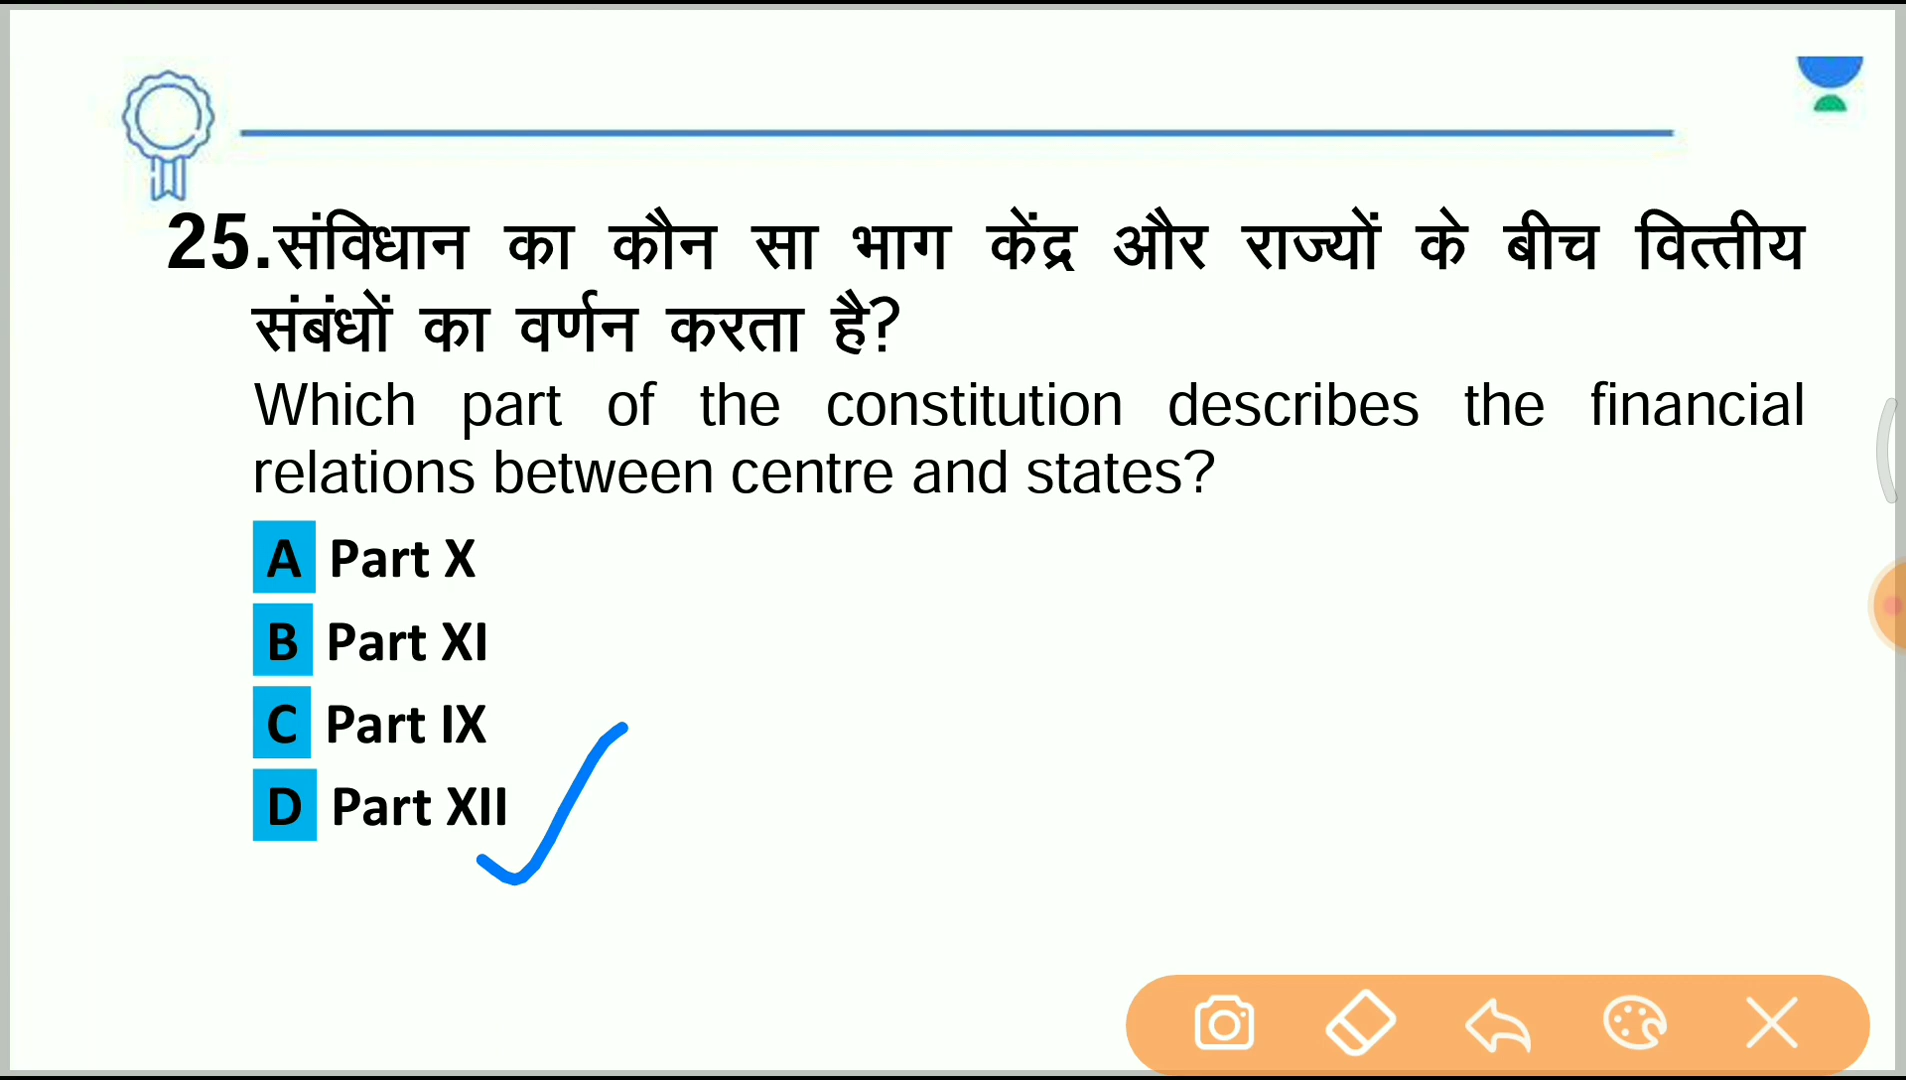 25.संविधान का कौन सा भाग केंद्र और राज्यों के बीच वित्तीय
संबंधों का वर्णन करता है?
Which part of the constitution describes the financial
relations between centre and states?
A Part X
B Part XI
C Part IX
D Part XII